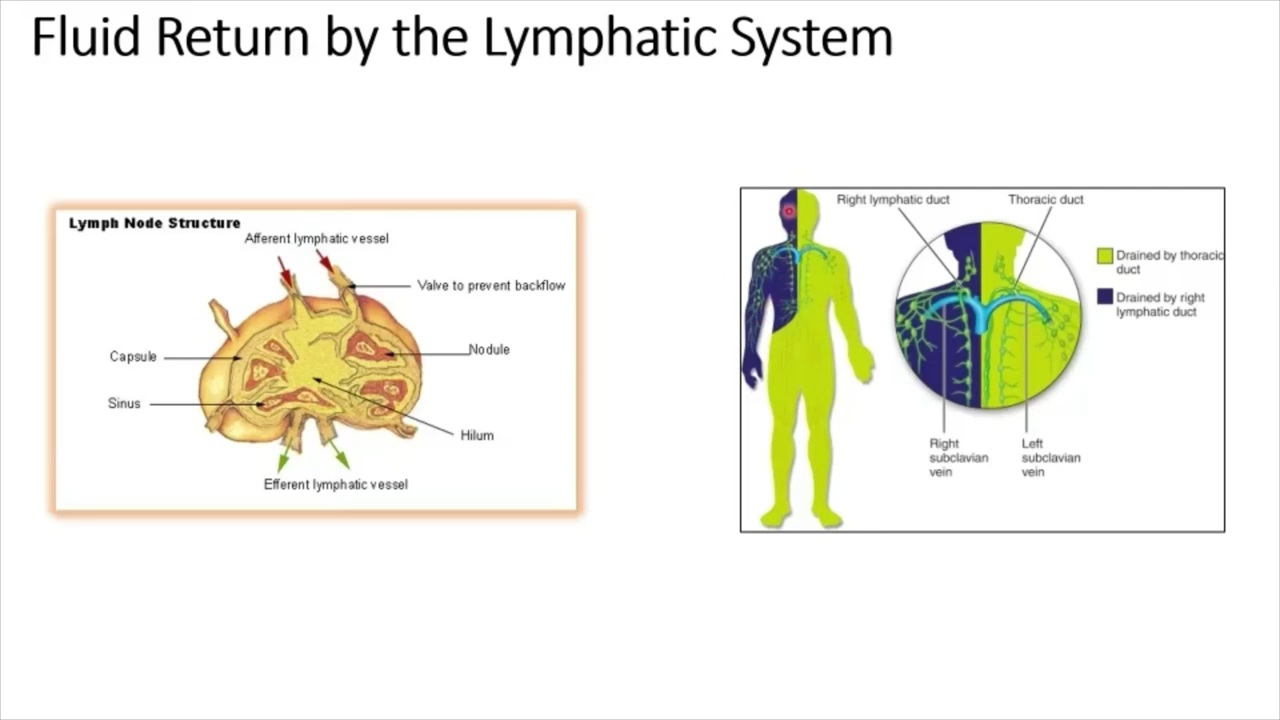 Fluid Return by the Lymphatic System
Lymph Node Structure
Afferent lymphatic vessel
Valve to prevent backflow
Capsule
Nodule
Sinus
Hilum
Efferent lymphatic vessel
Right lymphatic duct
Thoracic duct
Drained by thoracic
duct
Drained by right
lymphatic duct
Right
subclavian
vein
Left
subclavian
vein